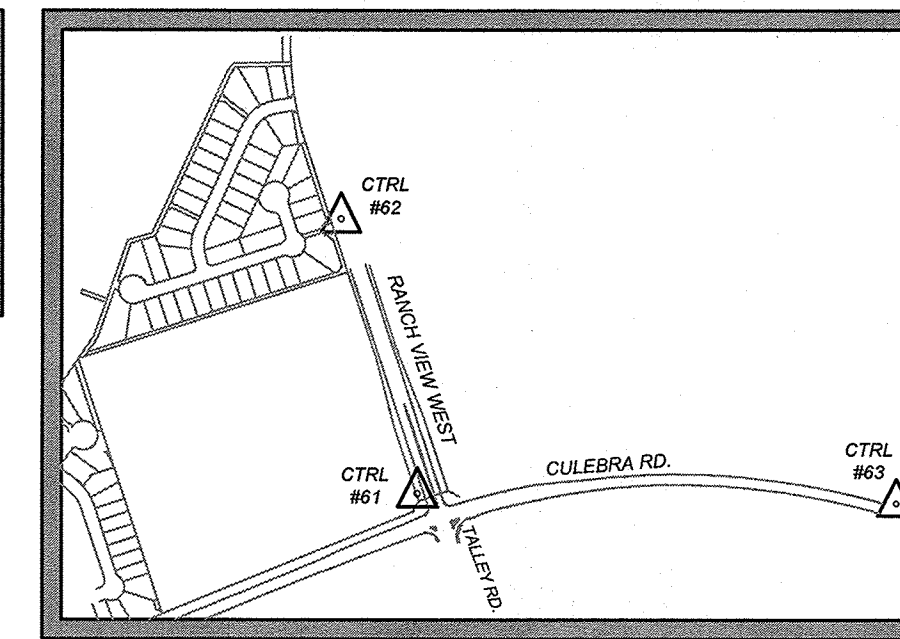 CTRL
#62
RANCH VIEW WEST
CTRL
#61
CULEBRA RD.
CTRL
#63
TALLEY RD.